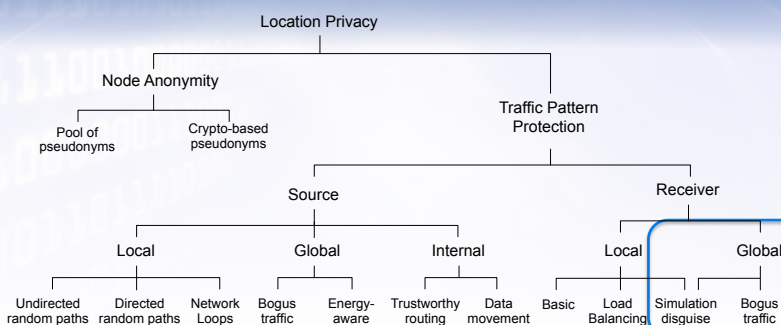 Location Privacy
Node Anonymity
Traffic Pattern
Protection
Pool of
pseudonyms
Crypto-based
pseudonyms
Source
Receiver
Local
Global
Internal
Local
Global
Undirected
random paths
Directed
random paths
Network
Loops
Bogus
traffic
Energy-
aware
Trustworthy
routing
Data
movement
Basic
Load
Balancing
Simulation
disguise
Bogus
traffic